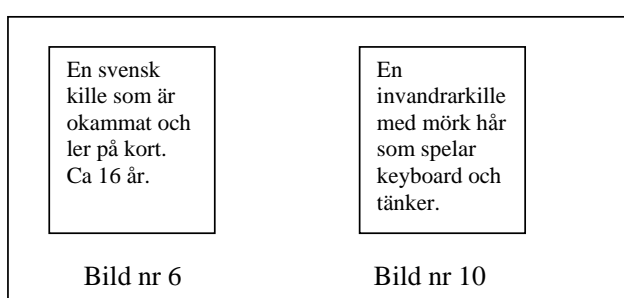 En svensk
kille som är
okammat och
ler på kort.
Ca 16 år.
En
invandrarkille
med mörk hår
som spelar
keyboard och
tänker.
Bild nr 6
Bild nr 10